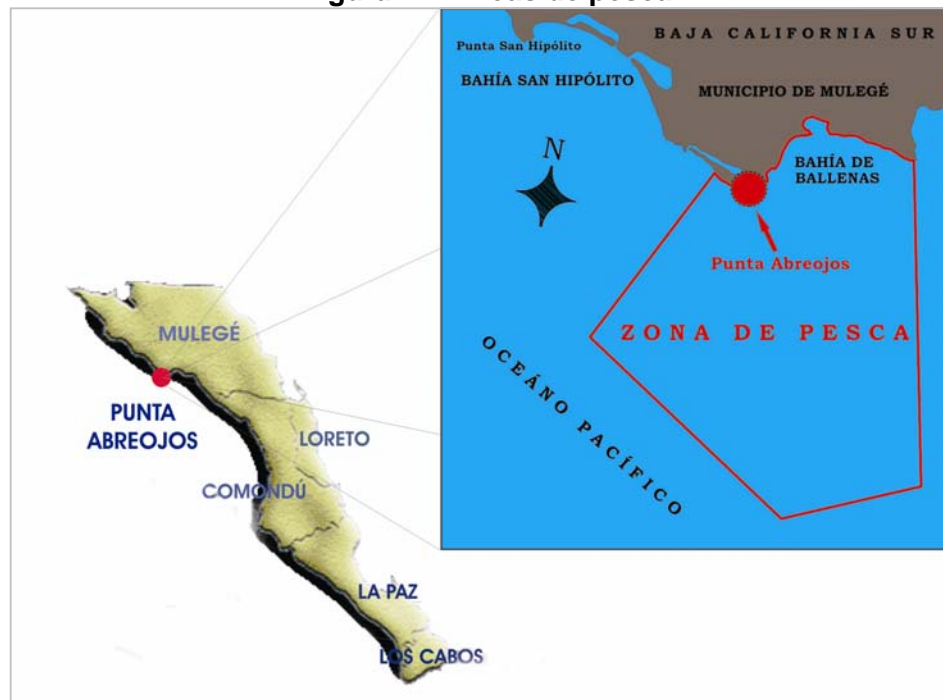 BAJA CALIFORNIA SUR
Punta San Hipólito
BAHÍA SAN HIPÓLITO
MUNICIPIO DE MULEGÉ
N
BAHÍA DE
BALLENAS
Punta Abreojos
ZONA DE PESCA
OCEÁNO PACÍFICO
MULEGÉ
PUNTA
ABREOJOS
LORETO
COMONDÚ
LA PAZ
LOS CABOS